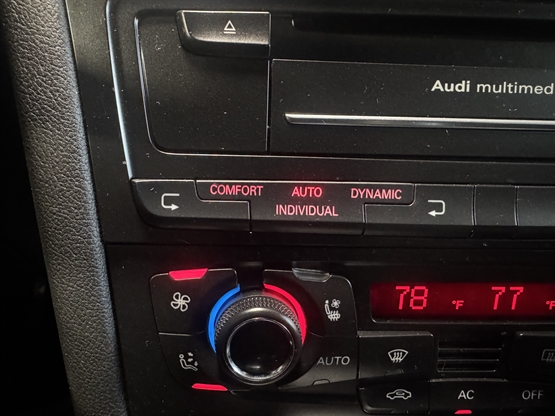 Audi multimed
COMFORT AUTO DYNAMIC
INDIVIDUAL
78 °F 77 °F
AUTO
AC OFF